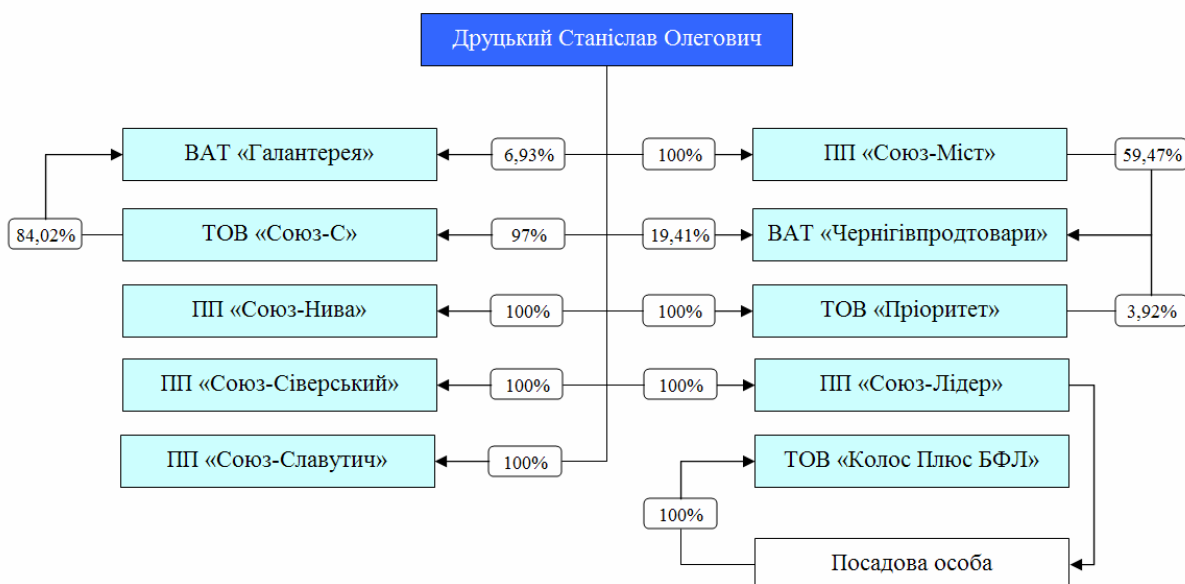 Друцький Станіслав Олегович
ВАТ «Галантерея»
6,93%
100%
ПП «Союз-Міст»
59,47%
84,02%
ТОВ «Союз-С»
97%
19,41%
ВАТ «Чернігівпродтовари»
ПП «Союз-Нива»
100%
100%
ТОВ «Пріоритет»
3,92%
ПП «Союз-Сіверський»
100%
100%
ПП «Союз-Лідер»
ПП «Союз-Славутич»
100%
ТОВ «Колос Плюс БФЛ»
100%
Посадова особа